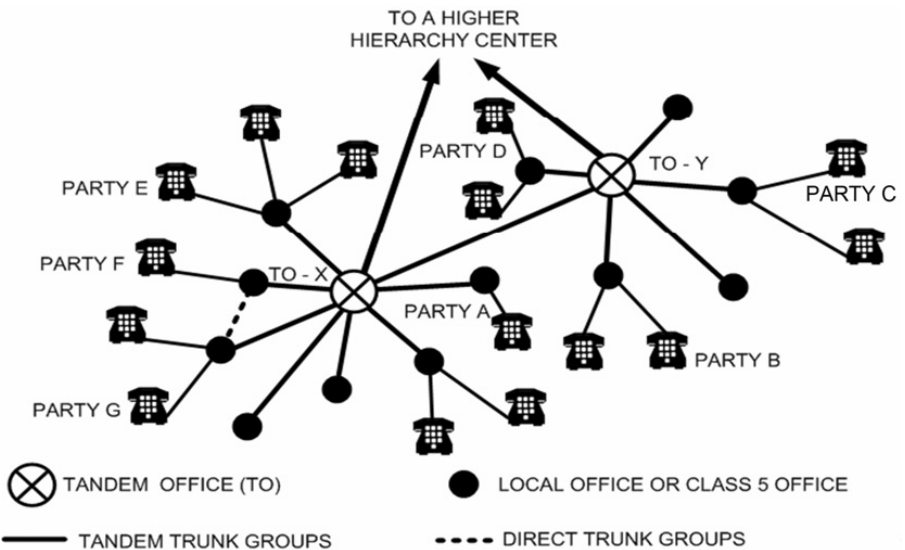 TO A HIGHER
HIERARCHY CENTER
PARTY D
TO - Y
PARTY E
PARTY C
PARTY F
TO - X
PARTY A
PARTY B
PARTY G
TANDEM OFFICE (TO)
LOCAL OFFICE OR CLASS 5 OFFICE
TANDEM TRUNK GROUPS
DIRECT TRUNK GROUPS